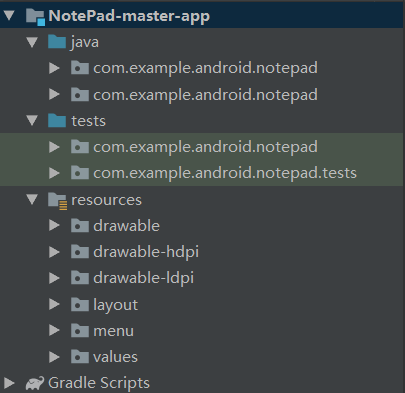 NotePad-master-app
java
com.example.android.notepad
com.example.android.notepad
tests
com.example.android.notepad
com.example.android.notepad.tests
resources
drawable
drawable-hdpi
drawable-ldpi
layout
menu
values
Gradle Scripts